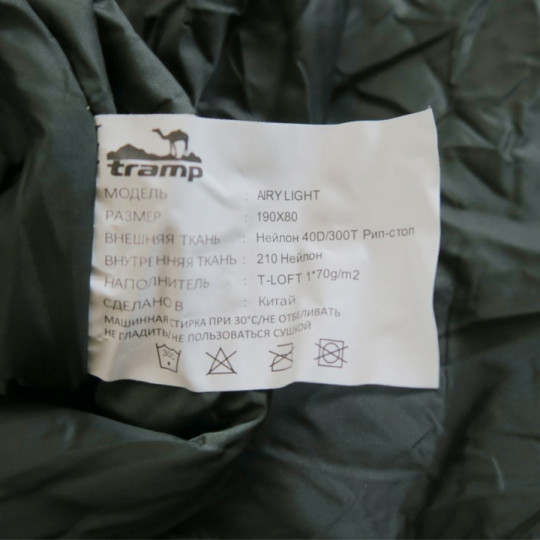 tramp
МОДЕЛЬ : AIRY LIGHT
РАЗМЕР : 190X80
ВНЕШНЯЯ ТКАНЬ : Нейлон 40D/300T Рип-стоп
ВНУТРЕННЯЯ ТКАНЬ : 210 Нейлон
НАПОЛНИТЕЛЬ : T-LOFT 1*70g/m2
СДЕЛАНО В : Китай
МАШИННАЯ СТИРКА ПРИ 30°C/НЕ ОТБЕЛИВАТЬ
НЕ ГЛАДИТЬ/НЕ ПОЛЬЗОВАТЬСЯ СУШКОЙ
30°